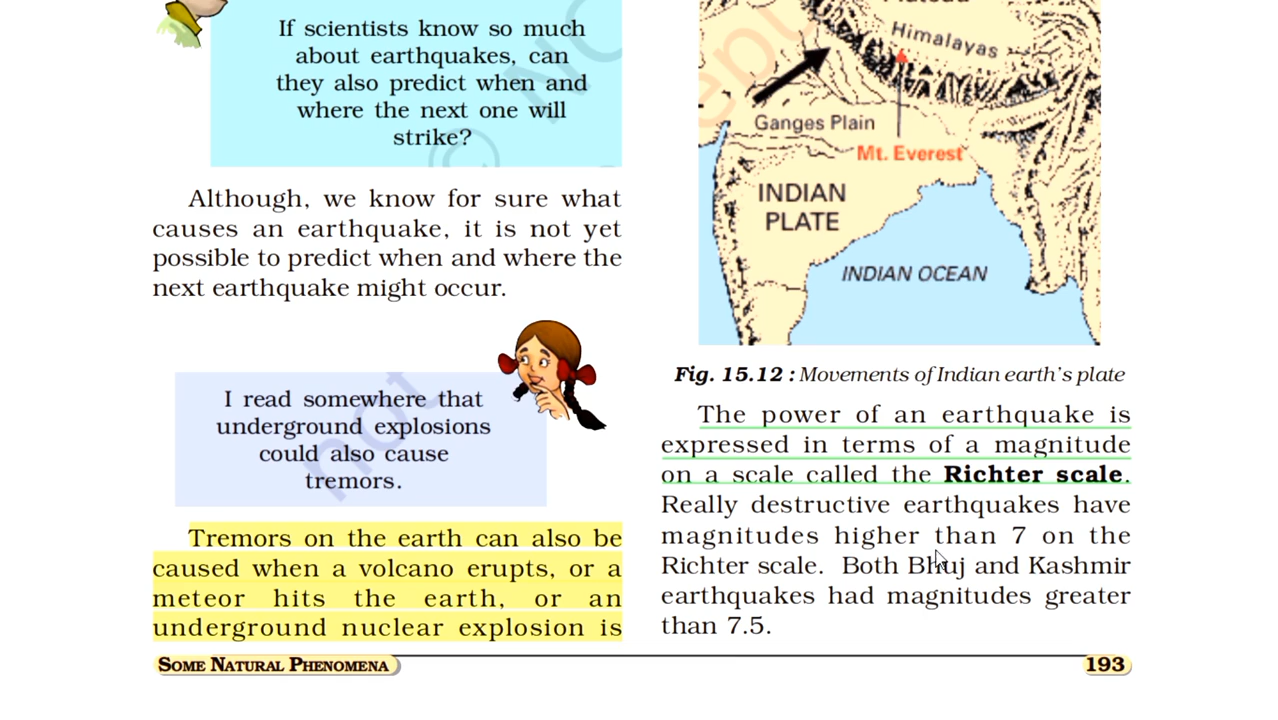 If scientists know so much
about earthquakes, can
they also predict when and
where the next one will
strike?
Although, we know for sure what
causes an earthquake, it is not yet
possible to predict when and where the
next earthquake might occur.
I read somewhere that
underground explosions
could also cause
tremors.
Tremors on the earth can also be
caused when a volcano erupts, or a
meteor hits the earth, or an
underground nuclear explosion is
Himalayas
Ganges Plain
Mt. Everest
INDIAN
PLATE
INDIAN OCEAN
Fig. 15.12 : Movements of Indian earth's plate
The power of an earthquake is
expressed in terms of a magnitude
on a scale called the Richter scale.
Really destructive earthquakes have
magnitudes higher than 7 on the
Richter scale. Both Bhuj and Kashmir
earthquakes had magnitudes greater
than 7.5.
SOME NATURAL PHENOMENA
193